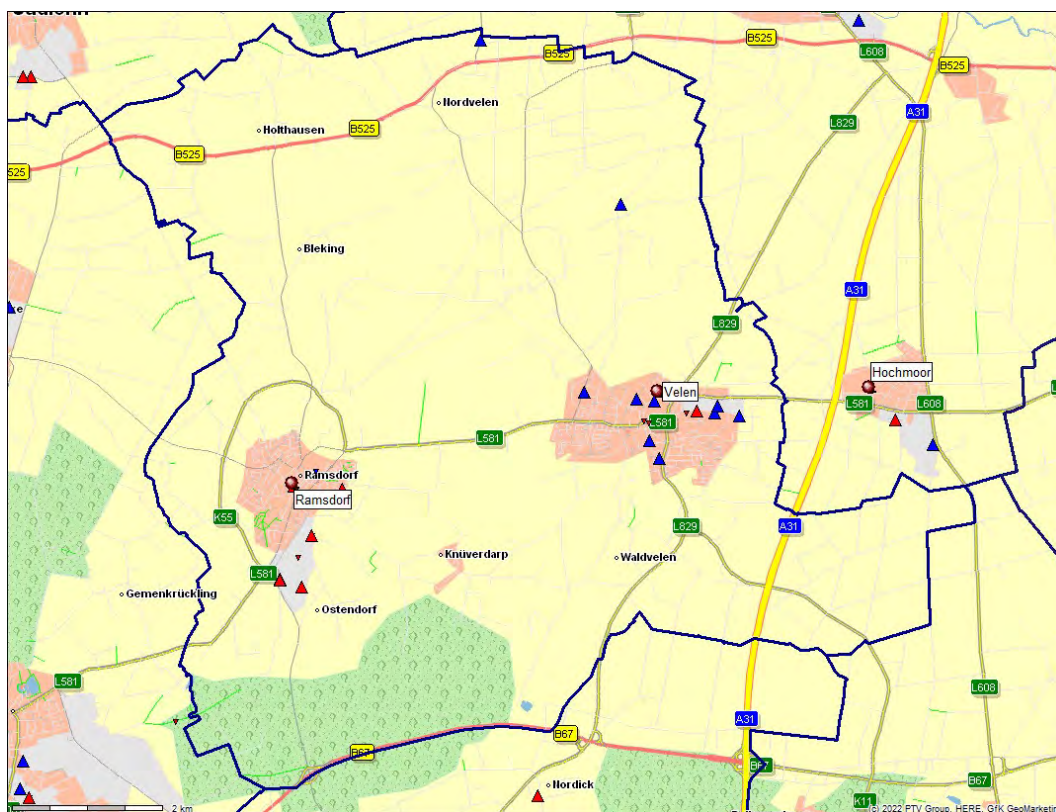 B525
L608
B525
B525
A31
Nordvelen
Holthausen
B525
L829
B525
B525
Bleking
A31
e
L829
Hochmoor
Velen
L581
L608
L581
L581
Ramsdorf
Ramsdorf
K55
A31
L829
Knüverdarp
Waldvelen
L581
Gemenkrückling
Ostendorf
L581
L608
A31
B67
B67
B67
B67
Nordick
K11
2 km
(c) 2022 PTV Group, HERE, GfK GeoMarketin